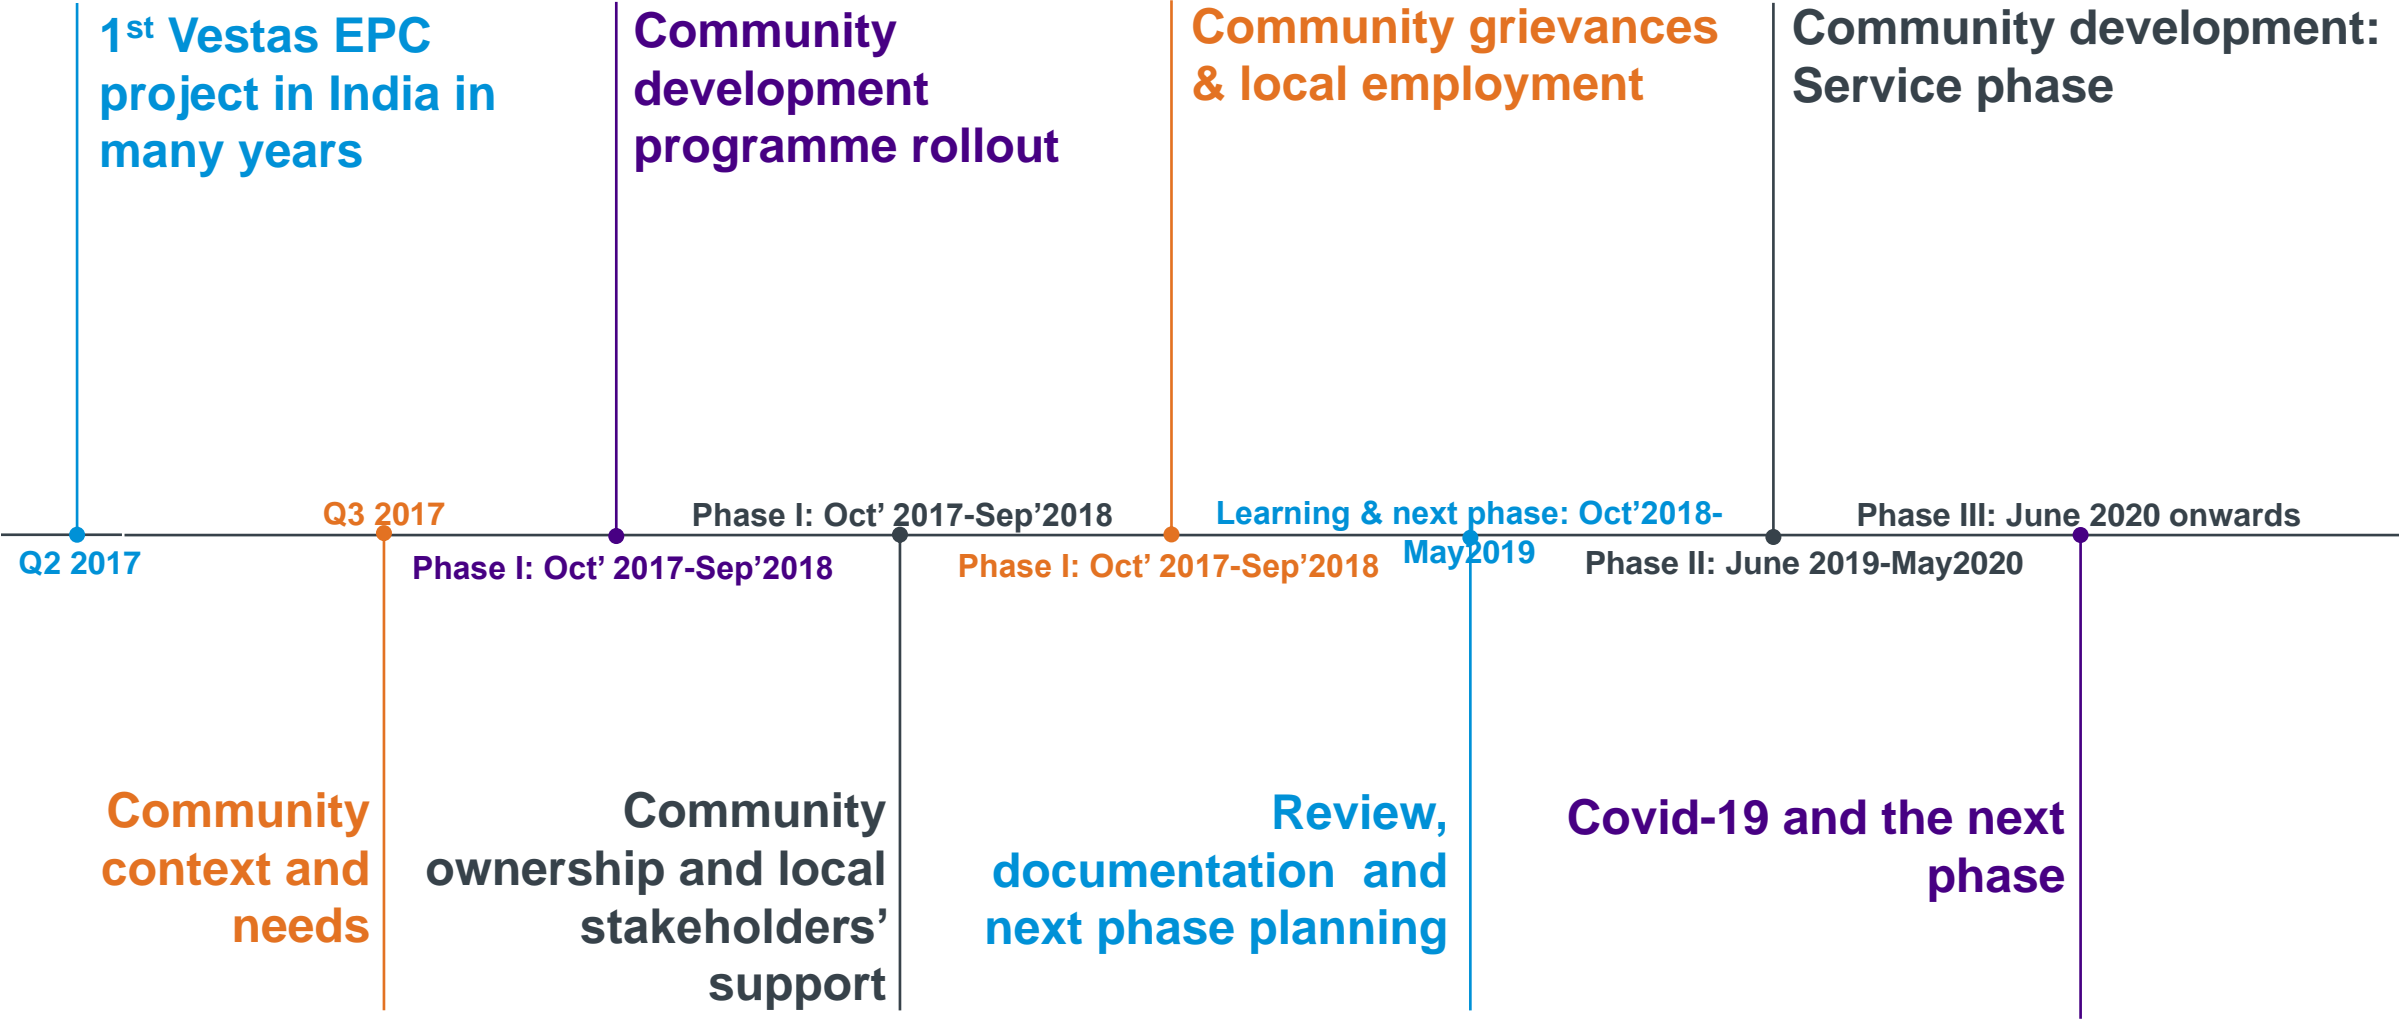 1st Vestas EPC
project in India in
many years
Community
development
programme rollout
Community grievances
& local employment
Community development:
Service phase
Q2 2017
Q3 2017
Phase I: Oct’ 2017-Sep’2018
Phase I: Oct’ 2017-Sep’2018
Phase I: Oct’ 2017-Sep’2018
Learning & next phase: Oct’2018-
May2019
Phase II: June 2019-May2020
Phase III: June 2020 onwards
Community
context and
needs
Community
ownership and local
stakeholders’
support
Review,
documentation  and
next phase planning
Covid-19 and the next
phase